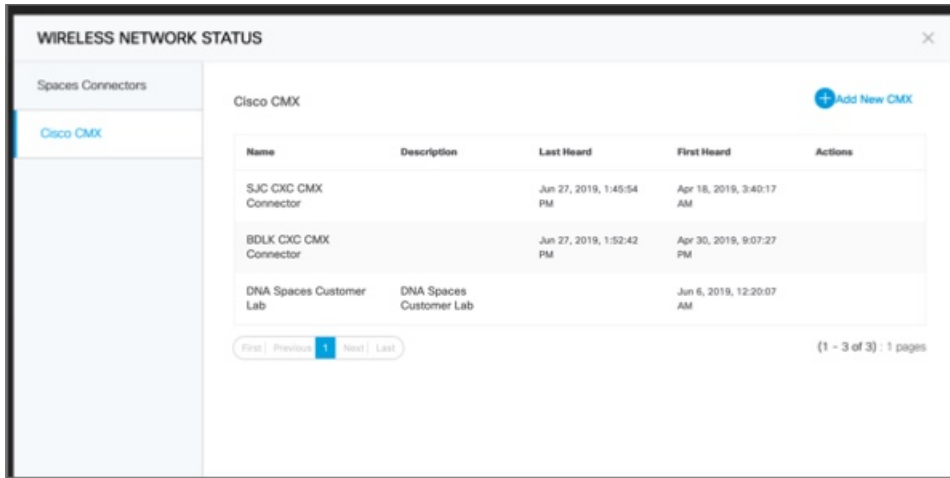 WIRELESS NETWORK STATUS
Spaces Connectors
Cisco CMX
Cisco CMX
Add New CMX
Name Description Last Heard First Heard Actions
SJC CXC CMX
Connector
Jun 27, 2019, 1:45:54
PM
Apr 18, 2019, 3:40:17
AM
BDLK CXC CMX
Connector
Jun 27, 2019, 1:52:42
PM
Apr 30, 2019, 9:07:27
PM
DNA Spaces Customer
Lab
DNA Spaces
Customer Lab
Jun 6, 2019, 12:20:07
AM
First Previous 1 Next Last
(1 - 3 of 3) : 1 pages